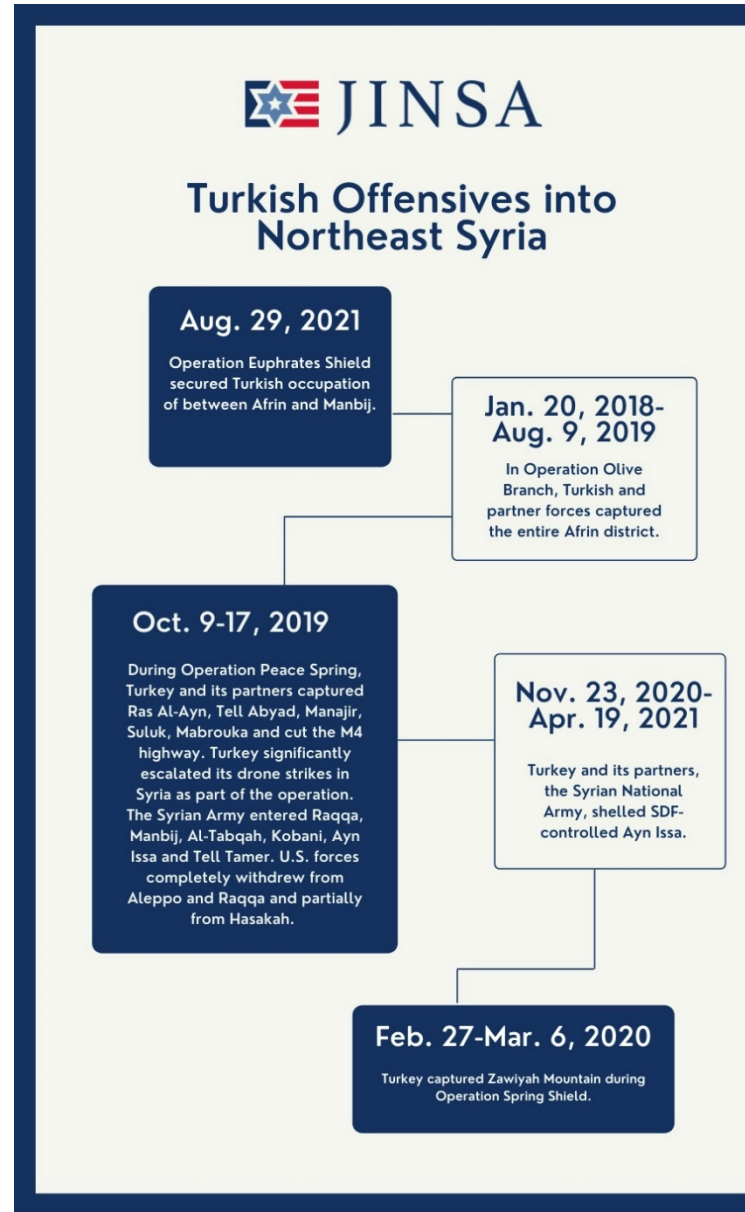 JINSA
Turkish Offensives into
Northeast Syria
Aug. 29, 2021
Operation Euphrates Shield
secured Turkish occupation
of between Afrin and Manbij.
Jan. 20, 2018-
Aug. 9, 2019
In Operation Olive
Branch, Turkish and
partner forces captured
the entire Afrin district.
Oct. 9-17, 2019
During Operation Peace Spring,
Turkey and its partners captured
Ras Al-Ayn, Tell Abyad, Manajir,
Suluk, Mabrouka and cut the M4
highway. Turkey significantly
escalated its drone strikes in
Syria as part of the operation.
The Syrian Army entered Raqqa,
Manbij, Al-Tabqah, Kobani, Ayn
Issa and Tell Tamer. U.S. forces
completely withdrew from
Aleppo and Raqqa and partially
from Hasakah.
Nov. 23, 2020-
Apr. 19, 2021
Turkey and its partners,
the Syrian National
Army, shelled SDF-
controlled Ayn Issa.
Feb. 27-Mar. 6, 2020
Turkey captured Zawiyah Mountain during
Operation Spring Shield.